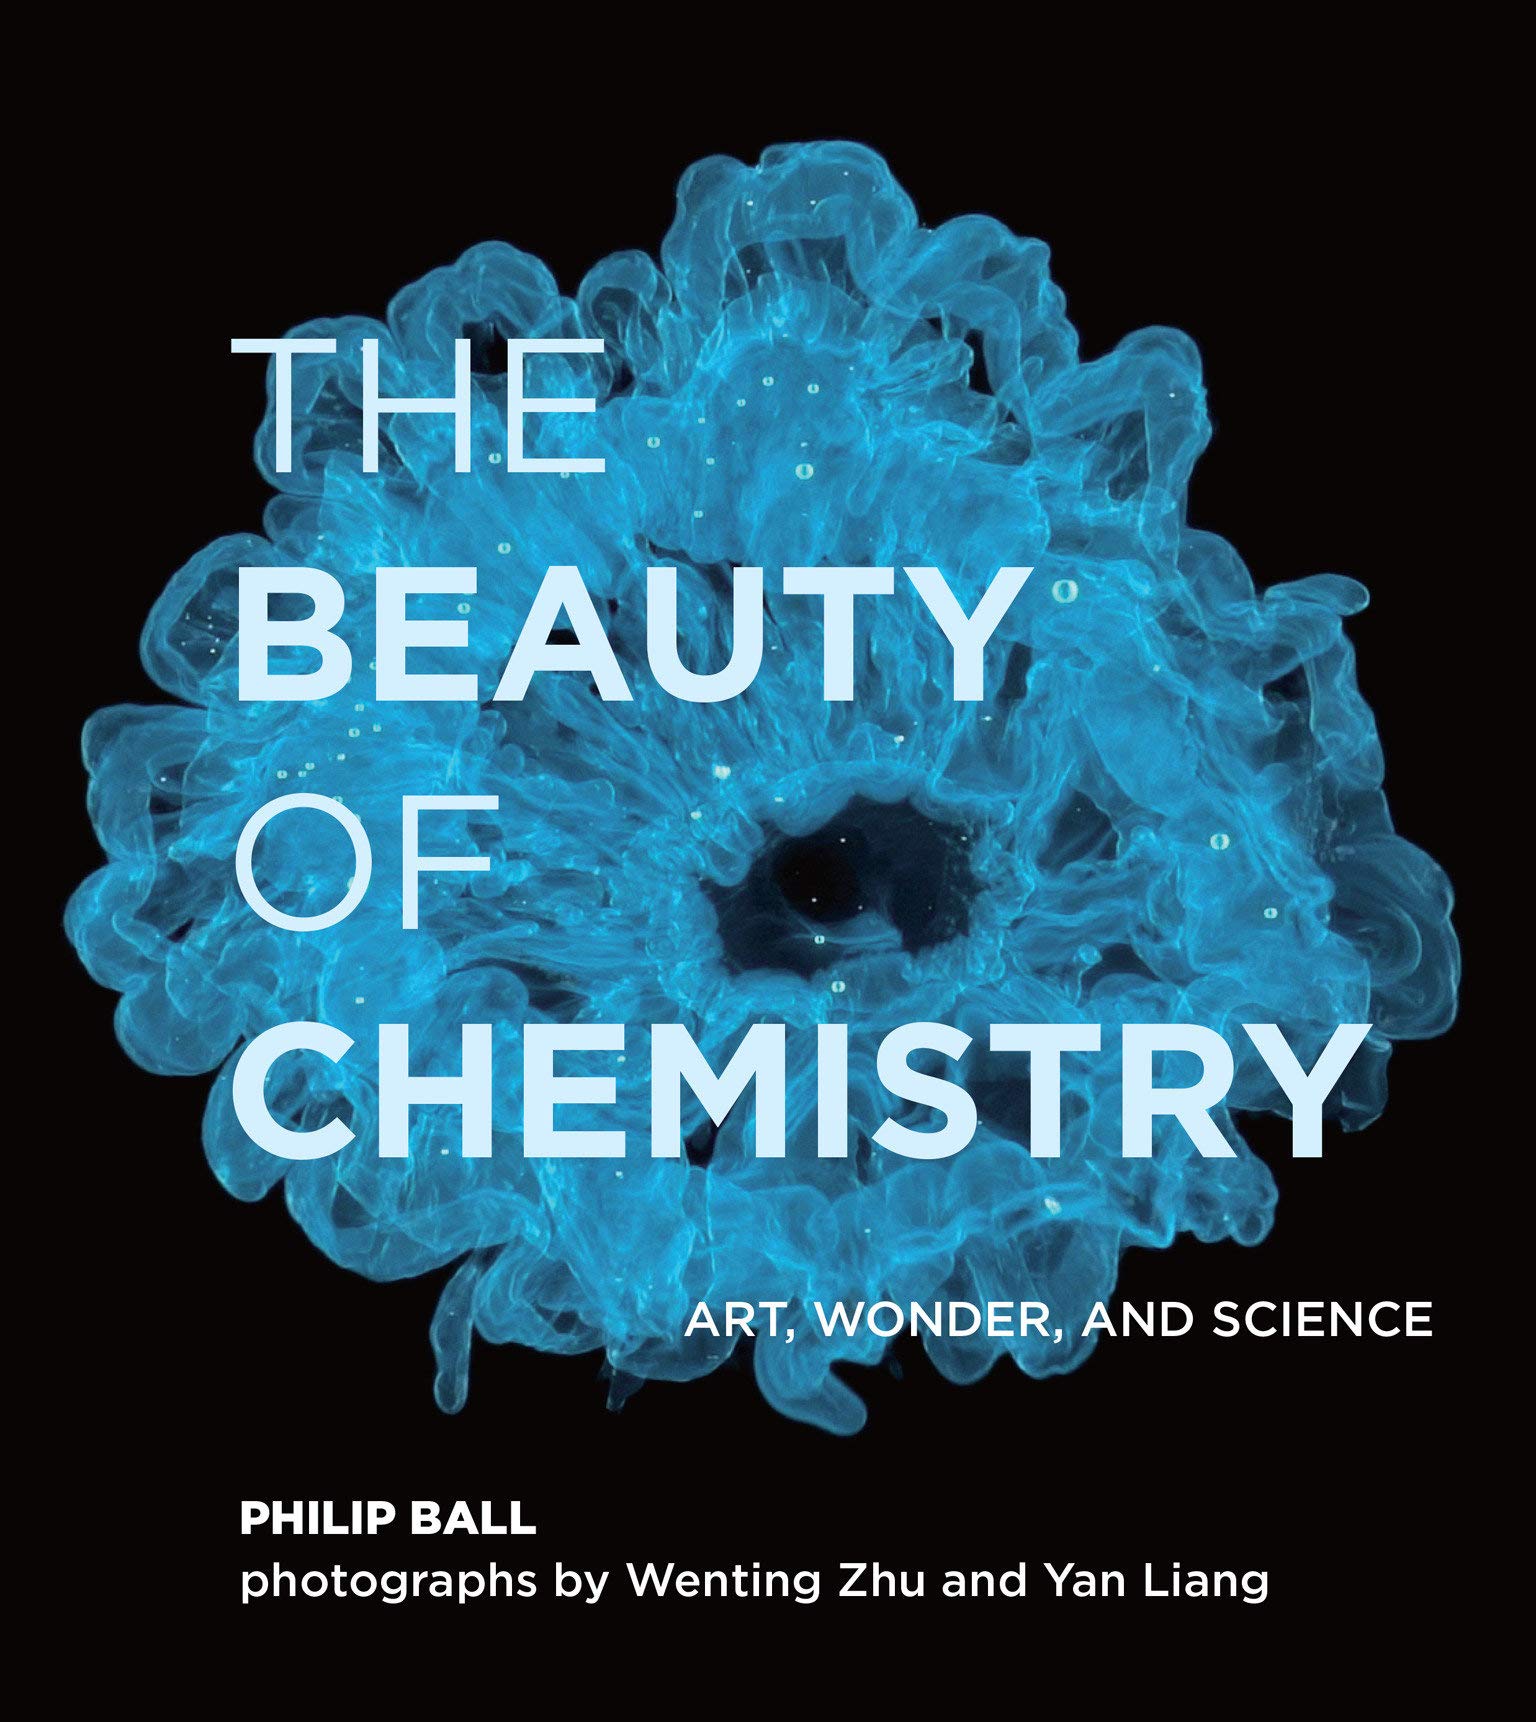 THE
BEAUTY
OF
CHEMISTRY
ART, WONDER, AND SCIENCE
PHILIP BALL
photographs by Wenting Zhu and Yan Liang